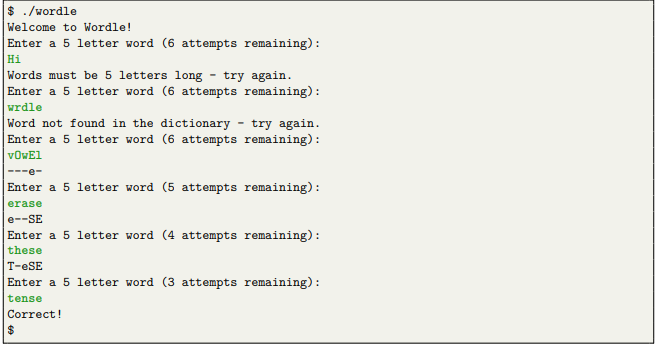 $ ./wordle
Welcome to Wordle!
Enter a 5 letter word (6 attempts remaining):
Hi
Words must be 5 letters long - try again.
Enter a 5 letter word (6 attempts remaining):
wrdle
Word not found in the dictionary - try again.
Enter a 5 letter word (6 attempts remaining):
vOwEl
---e-
Enter a 5 letter word (5 attempts remaining):
erase
e--SE
Enter a 5 letter word (4 attempts remaining):
these
T-eSE
Enter a 5 letter word (3 attempts remaining):
tense
Correct!
$